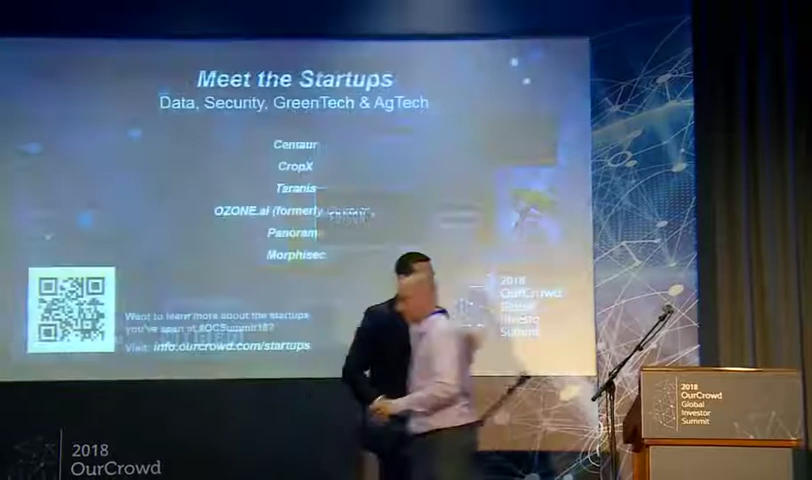 Meet the Startups
Data, Security, GreenTech & AgTech
Centaur
CropX
Taranis
OZONE.ai (formerly
Panoram
Morphisec
Want to learn more about the startups
you've seen at #OCSummit18?
Visit: info.ourcrowd.com/startups
2018
OurCrowd
Global
Investor
Summit
2018
OurCrowd
Global
Investor
Summit
2018
OurCrowd